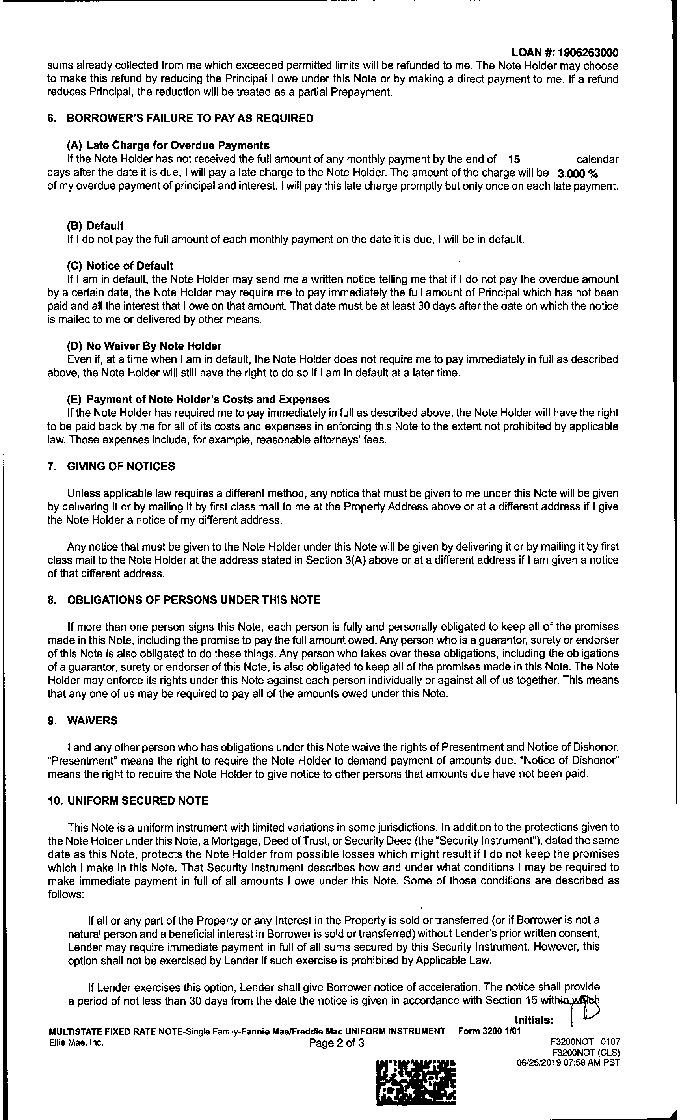 LOAN #: 1906263000
sums already collected from me which exceeded permitted limits will be refunded to me. The Note Holder may choose
to make this refund by reducing the Principal I owe under this Note or by making a direct payment to me. If a refund
reduces Principal, the reduction will be treated as a partial Prepayment.
6. BORROWER'S FAILURE TO PAY AS REQUIRED
(A) Late Charge for Overdue Payments
If the Note Holder has not received the full amount of any monthly payment by the end of 15 calendar
days after the date it is due, I will pay a late charge to the Note Holder. The amount of the charge will be 3.000 %
of my overdue payment of principal and interest. I will pay this late charge promptly but only once on each late payment.
(B) Default
If I do not pay the full amount of each monthly payment on the date it is due, I will be in default.
(C) Notice of Default
If I am in default, the Note Holder may send me a written notice telling me that if I do not pay the overdue amount
by a certain date, the Note Holder may require me to pay immediately the full amount of Principal which has not been
paid and all the interest that I owe on that amount. That date must be at least 30 days after the date on which the notice
is mailed to me or delivered by other means.
(D) No Waiver By Note Holder
Even if, at a time when I am in default, the Note Holder does not require me to pay immediately in full as described
above, the Note Holder will still have the right to do so if I am in default at a later time.
(E) Payment of Note Holder's Costs and Expenses
If the Note Holder has required me to pay immediately in full as described above, the Note Holder will have the right
to be paid back by me for all of its costs and expenses in enforcing this Note to the extent not prohibited by applicable
law. Those expenses include, for example, reasonable attorneys' fees.
7. GIVING OF NOTICES
Unless applicable law requires a different method, any notice that must be given to me under this Note will be given
by delivering it or by mailing it by first class mail to me at the Property Address above or at a different address if I give
the Note Holder a notice of my different address.
Any notice that must be given to the Note Holder under this Note will be given by delivering it or by mailing it by first
class mail to the Note Holder at the address stated in Section 3(A) above or at a different address if I am given a notice
of that different address.
8. OBLIGATIONS OF PERSONS UNDER THIS NOTE
If more than one person signs this Note, each person is fully and personally obligated to keep all of the promises
made in this Note, including the promise to pay the full amount owed. Any person who is a guarantor, surety or endorser
of this Note is also obligated to do these things. Any person who takes over these obligations, including the obligations
of a guarantor, surety or endorser of this Note, is also obligated to keep all of the promises made in this Note. The Note
Holder may enforce its rights under this Note against each person individually or against all of us together. This means
that any one of us may be required to pay all of the amounts owed under this Note.
9. WAIVERS
I and any other person who has obligations under this Note waive the rights of Presentment and Notice of Dishonor.
"Presentment" means the right to require the Note Holder to demand payment of amounts due. "Notice of Dishonor"
means the right to require the Note Holder to give notice to other persons that amounts due have not been paid.
10. UNIFORM SECURED NOTE
This Note is a uniform instrument with limited variations in some jurisdictions. In addition to the protections given to
the Note Holder under this Note, a Mortgage, Deed of Trust, or Security Deed (the "Security Instrument"), dated the same
date as this Note, protects the Note Holder from possible losses which might result if I do not keep the promises
which I make in this Note. That Security Instrument describes how and under what conditions I may be required to
make immediate payment in full of all amounts I owe under this Note. Some of those conditions are described as
follows:
If all or any part of the Property or any Interest in the Property is sold or transferred (or if Borrower is not a
natural person and a beneficial interest in Borrower is sold or transferred) without Lender's prior written consent,
Lender may require immediate payment in full of all sums secured by this Security Instrument. However, this
option shall not be exercised by Lender if such exercise is prohibited by Applicable Law.
If Lender exercises this option, Lender shall give Borrower notice of acceleration. The notice shall provide
a period of not less than 30 days from the date the notice is given in accordance with Section 15 within which
Initials:
MULTISTATE FIXED RATE NOTE-Single Family-Fannie Mae/Freddie Mac UNIFORM INSTRUMENT Form 3200 1/01
Ellie Mae, Inc. Page 2 of 3 F3200NOT 0107
F3200NOT (CLS)
06/25/2019 07:58 AM PST